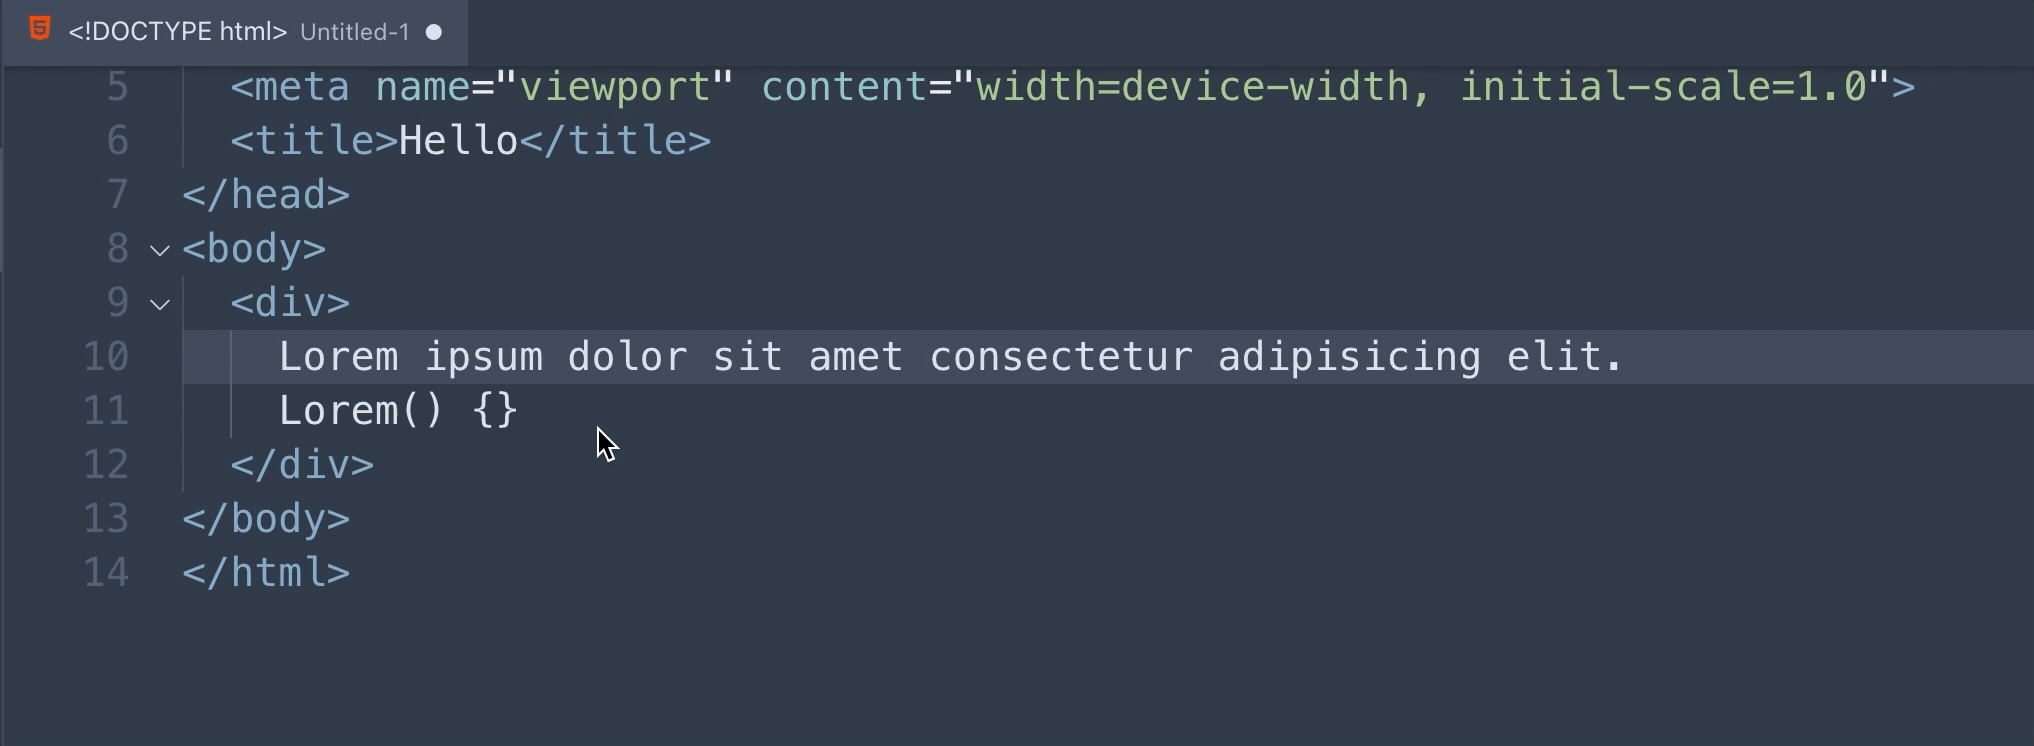 <!DOCTYPE html> Untitled-1
5 <meta name="viewport" content="width=device-width, initial-scale=1.0">
6 <title>Hello</title>
7 </head>
8 <body>
9 <div>
10 Lorem ipsum dolor sit amet consectetur adipisicing elit.
11 Lorem() {}
12 </div>
13 </body>
14 </html>